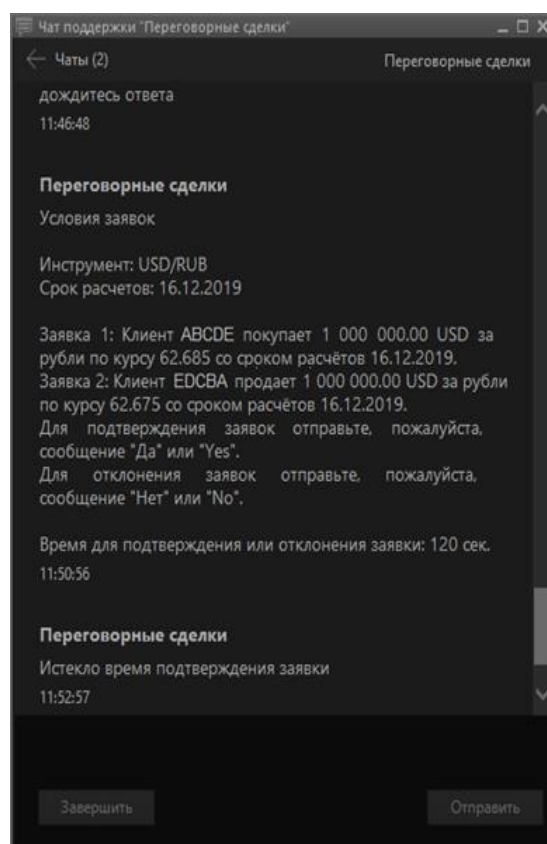 Чат поддержки "Переговорные сделки"
Чаты (2)
Переговорные сделки
дождитесь ответа
11:46:48
Переговорные сделки
Условия заявок
Инструмент: USD/RUB
Срок расчетов: 16.12.2019
Заявка 1: Клиент ABCDE покупает 1 000 000.00 USD за
рубли по курсу 62.685 со сроком расчётов 16.12.2019.
Заявка 2: Клиент EDCBA продает 1 000 000.00 USD за рубли
по курсу 62.675 со сроком расчётов 16.12.2019.
Для подтверждения заявок отправьте, пожалуйста,
сообщение "Да" или "Yes".
Для отклонения заявок отправьте, пожалуйста,
сообщение "Нет" или "No".
Время для подтверждения или отклонения заявки: 120 сек.
11:50:56
Переговорные сделки
Истекло время подтверждения заявки
11:52:57
Завершить
Отправить